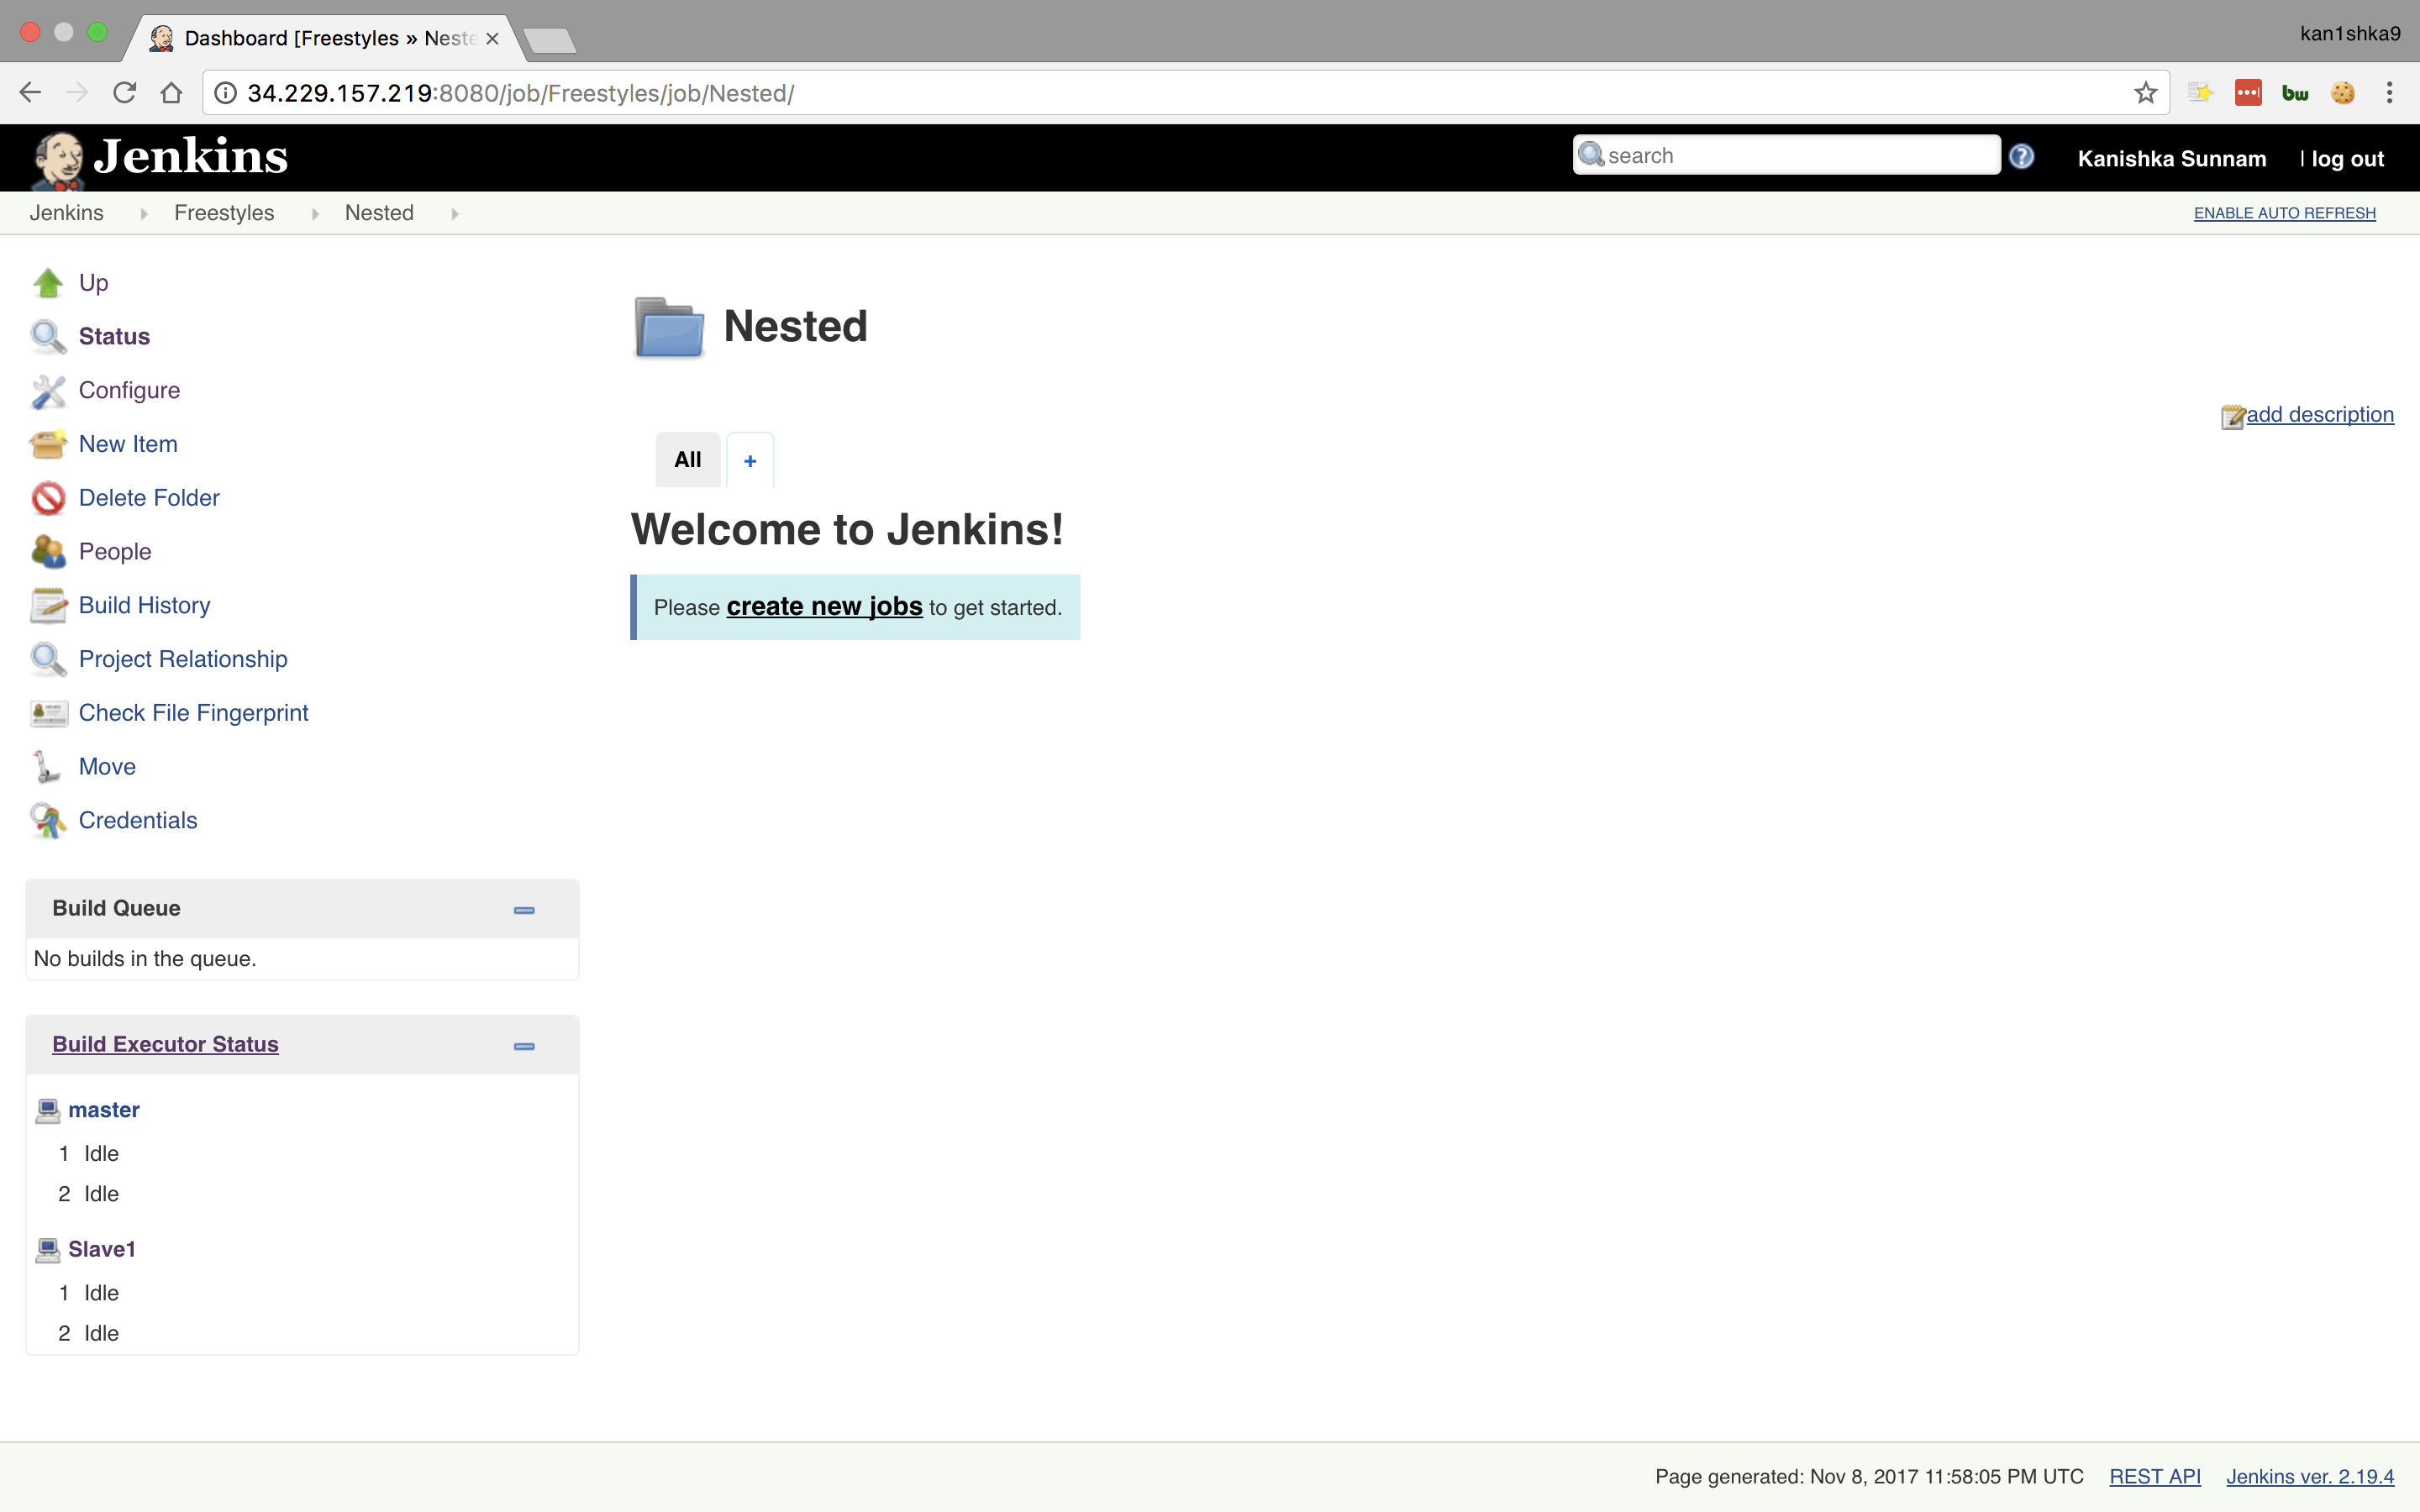 Dashboard [Freestyles » Neste
kan1shka9
34.229.157.219:8080/job/Freestyles/job/Nested/
bw
Jenkins
search
Kanishka Sunnam
| log out
Jenkins
Freestyles
Nested
ENABLE AUTO REFRESH
Up
Status
Configure
New Item
Delete Folder
People
Build History
Project Relationship
Check File Fingerprint
Move
Credentials
Nested
add description
All
+
Welcome to Jenkins!
Please create new jobs to get started.
Build Queue
No builds in the queue.
Build Executor Status
master
1 Idle
2 Idle
Slave1
1 Idle
2 Idle
Page generated: Nov 8, 2017 11:58:05 PM UTC
REST API
Jenkins ver. 2.19.4